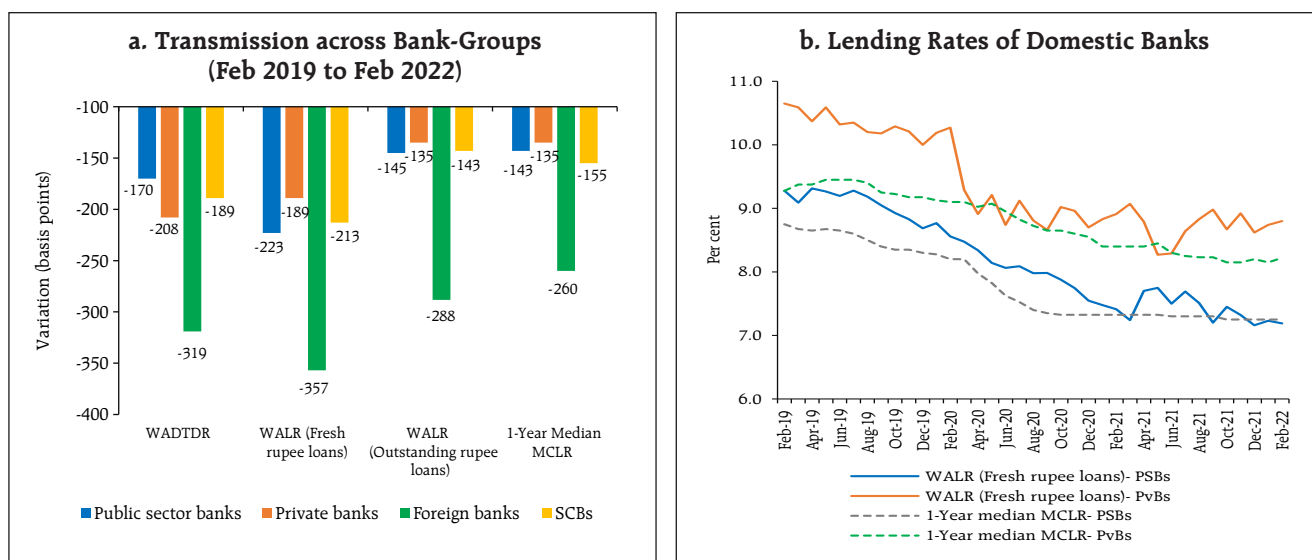 a. Transmission across Bank-Groups
(Feb 2019 to Feb 2022)
Variation (basis points)
-100
-150
-200
-250
-300
-350
-400
-170
-208
-319
-189
-223
-189
-357
-213
-145
-135
-288
-143
-143
-135
-260
-155
WADTDR
WALR (Fresh
rupee loans)
WALR
(Outstanding rupee
loans)
1-Year Median
MCLR
Public sector banks
Private banks
Foreign banks
SCBs
b. Lending Rates of Domestic Banks
Per cent
11.0
10.0
9.0
8.0
7.0
6.0
Feb-19
Apr-19
Jun-19
Aug-19
Oct-19
Dec-19
Feb-20
Apr-20
Jun-20
Aug-20
Oct-20
Dec-20
Feb-21
Apr-21
Jun-21
Aug-21
Oct-21
Dec-21
Feb-22
WALR (Fresh rupee loans)- PSBs
WALR (Fresh rupee loans)- PvBs
1-Year median MCLR- PSBs
1-Year median MCLR- PvBs